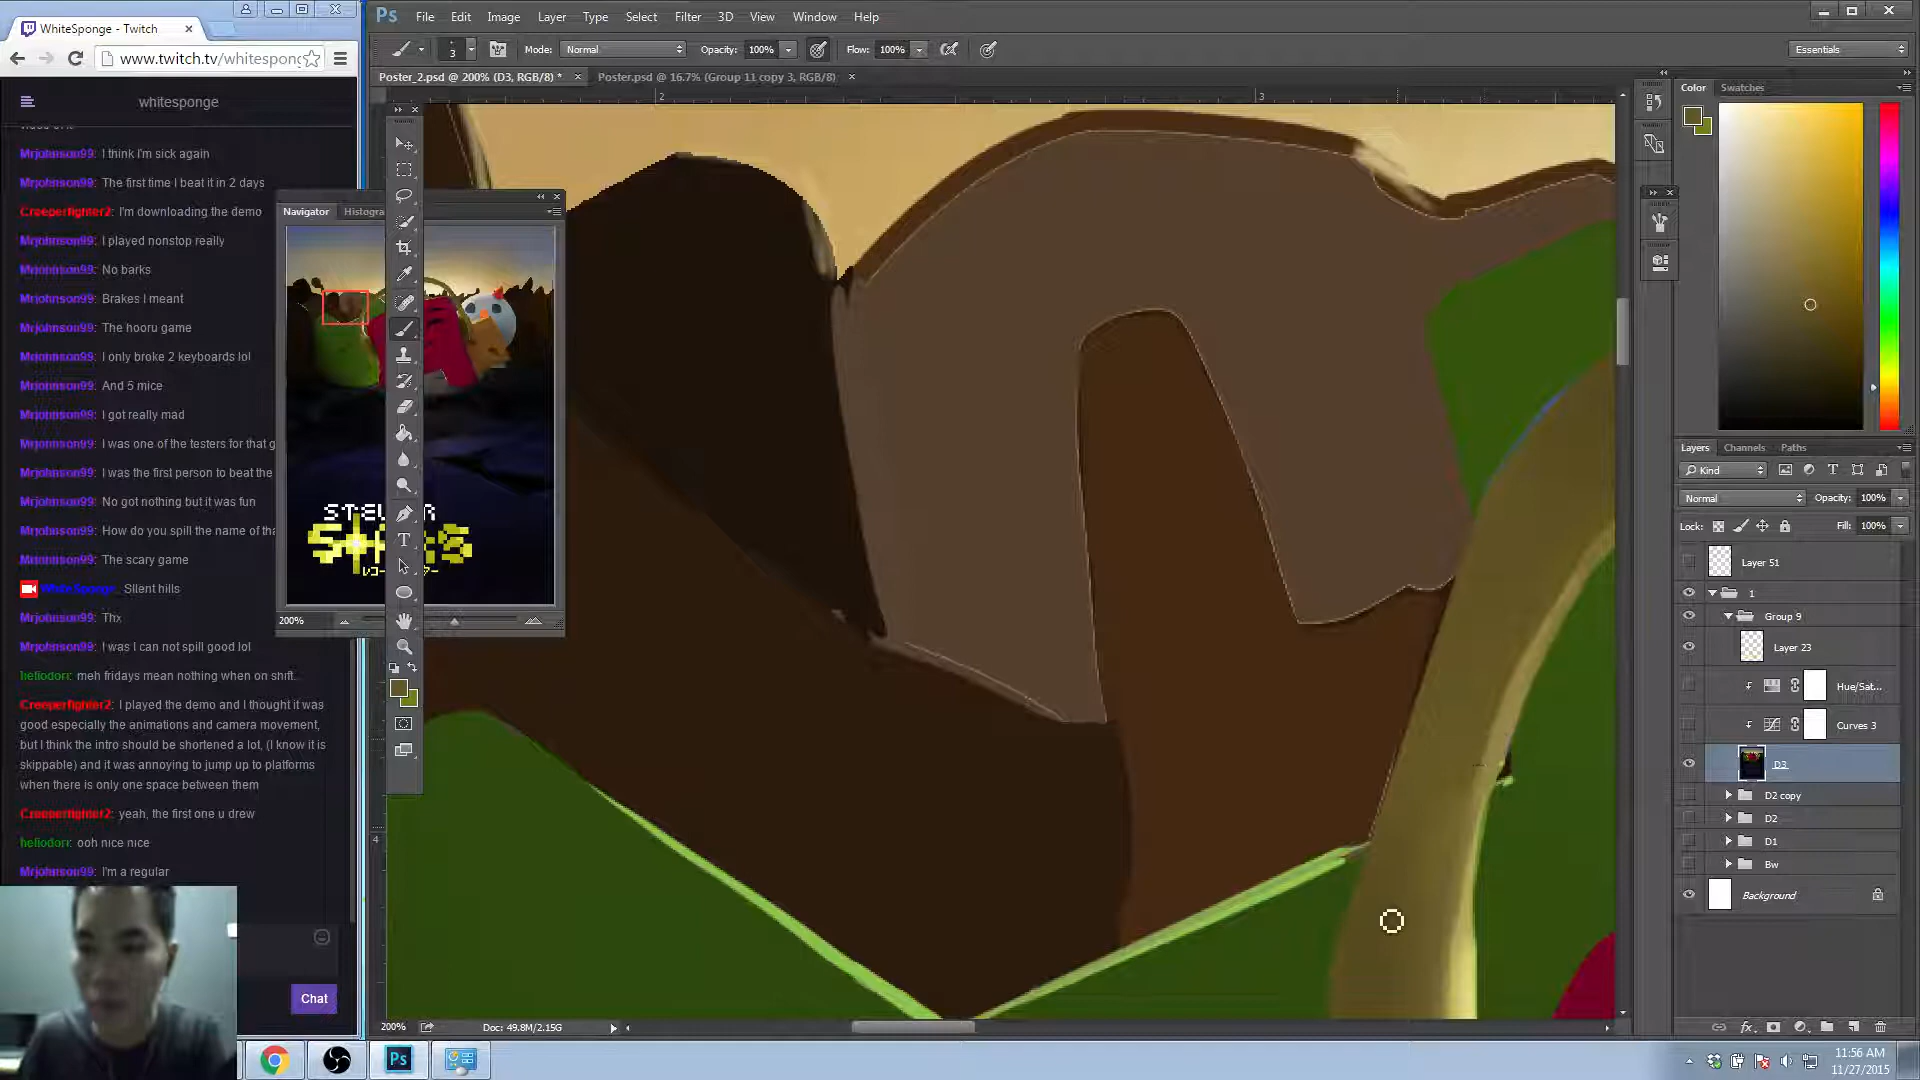 WhiteSponge - Twitch
www.twitch.tv/whitespong
whitesponge
Mrjohnson99: I think I'm sick again
Mrjohnson99: The first time I beat it in 2 days
Creeperfighter2: I'm downloading the demo
Mrjohnson99: I played nonstop really
Mrjohnson99: No barks
Mrjohnson99: Brakes I meant
Mrjohnson99: The hooru game
Mrjohnson99: I only broke 2 keyboards lol
Mrjohnson99: And 5 mice
Mrjohnson99: I got really mad
Mrjohnson99: I was one of the testers for that g
Mrjohnson99: I was the first person to beat the
Mrjohnson99: No got nothing but it was fun
Mrjohnson99: How do you spill the name of tha
Mrjohnson99: The scary game
WhiteSponge: SIlent hills
Mrjohnson99: Thx
Mrjohnson99: I was I can not spill good lol
heliodorr: meh fridays mean nothing when on shift..
Creeperfighter2: I played the demo and I thought it was
good especially the animations and camera movement,
but I think the intro should be shortened a lot, (I know it is
skippable) and it was annoying to jump up to platforms
when there is only one space between them
Creeperfighter2: yeah, the first one u drew
heliodorr: ooh nice nice
Mrjohnson99: I'm a regular
Chat
Ps File Edit Image Layer Type Select Filter 3D View Window Help
3 Mode: Normal Opacity: 100% Flow: 100% Essentials
Poster_2.psd @ 200% (D3, RGB/8) * Poster.psd @ 16.7% (Group 11 copy 3, RGB/8)
2 3
4
Navigator Histogra
200%
Color Swatches
Layers Channels Paths
Kind
Normal Opacity: 100%
Lock: Fill: 100%
Layer 51
1
Group 9
Layer 23
Hue/Sat...
Curves 3
D3
D2 copy
D2
D1
Bw
Background
200% Doc: 49.8M/2.15G
Ps
11:56 AM
11/27/2015